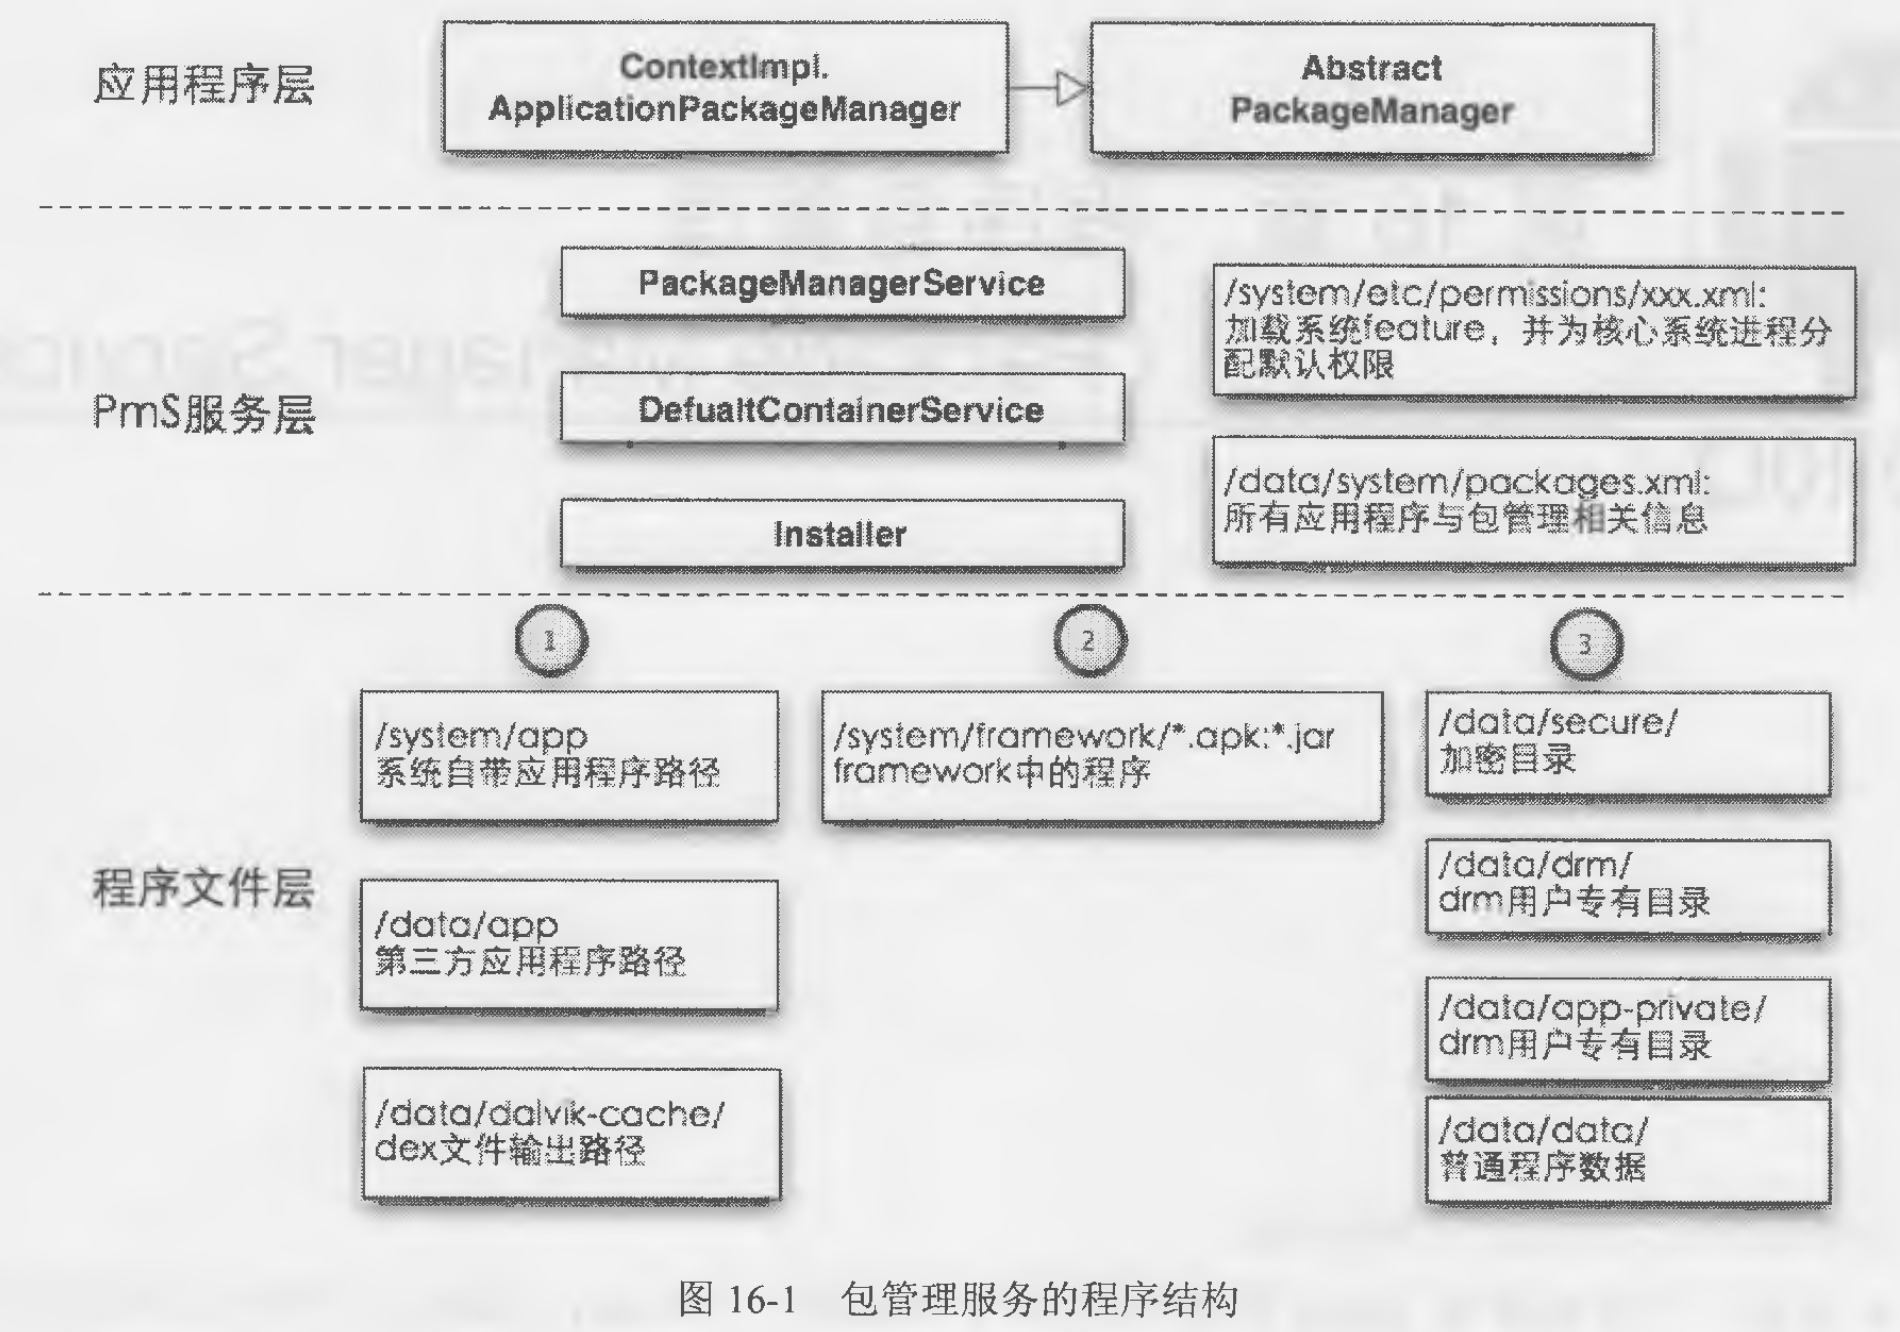 应用程序层
ContextImpl.
ApplicationPackageManager
Abstract
PackageManager
PmS服务层
PackageManagerService
DefualtContainerService
Installer
/system/etc/permissions/xxx.xml:
加载系统feature，并为核心系统进程分
配默认权限
/data/system/packages.xml:
所有应用程序与包管理相关信息
程序文件层
1
/system/app
系统自带应用程序路径
/data/app
第三方应用程序路径
/data/dalvik-cache/
dex文件输出路径
2
/system/framework/*.apk:*.jar
framework中的程序
3
/data/secure/
加密目录
/data/drm/
drm用户专有目录
/data/app-private/
drm用户专有目录
/data/data/
普通程序数据
图 16-1 包管理服务的程序结构